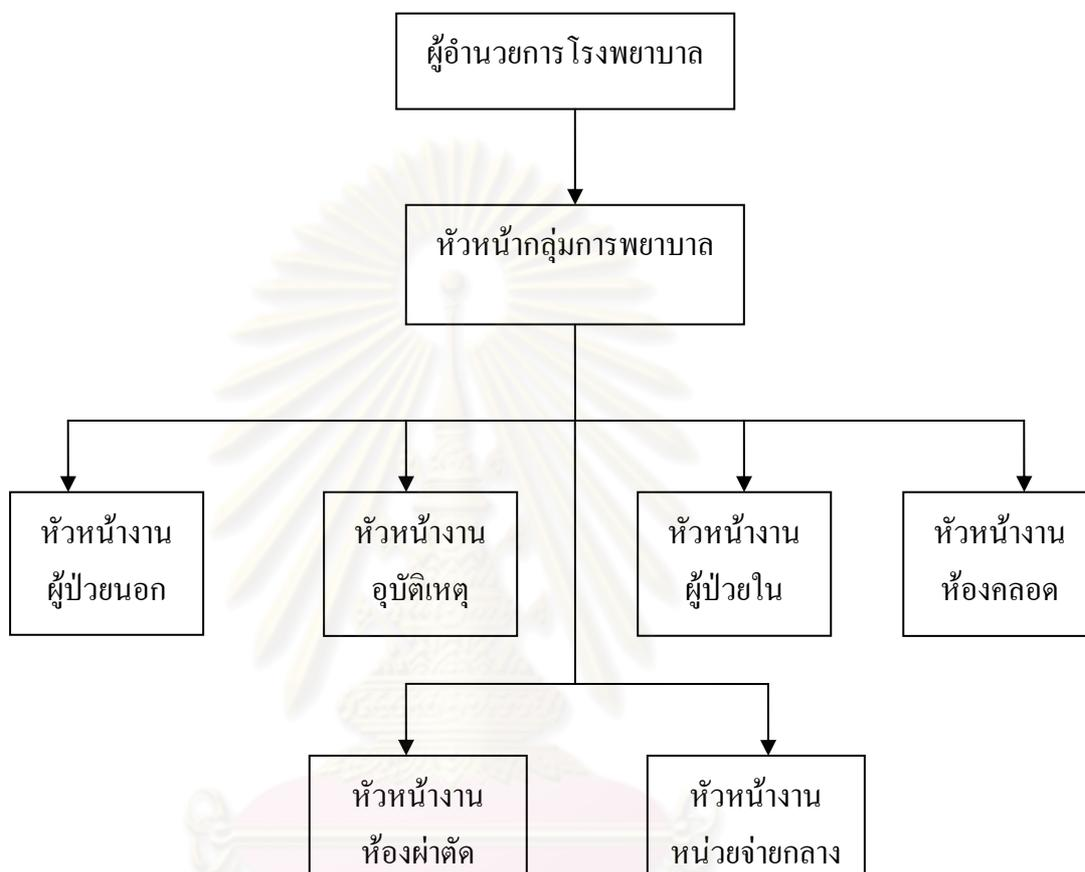 ผู้อำนวยการโรงพยาบาล
หัวหน้ากลุ่มการพยาบาล
หัวหน้างาน
ผู้ป่วยนอก
หัวหน้างาน
อุบัติเหตุ
หัวหน้างาน
ผู้ป่วยใน
หัวหน้างาน
ห้องคลอด
หัวหน้างาน
ห้องผ่าตัด
หัวหน้างาน
หน่วยจ่ายกลาง